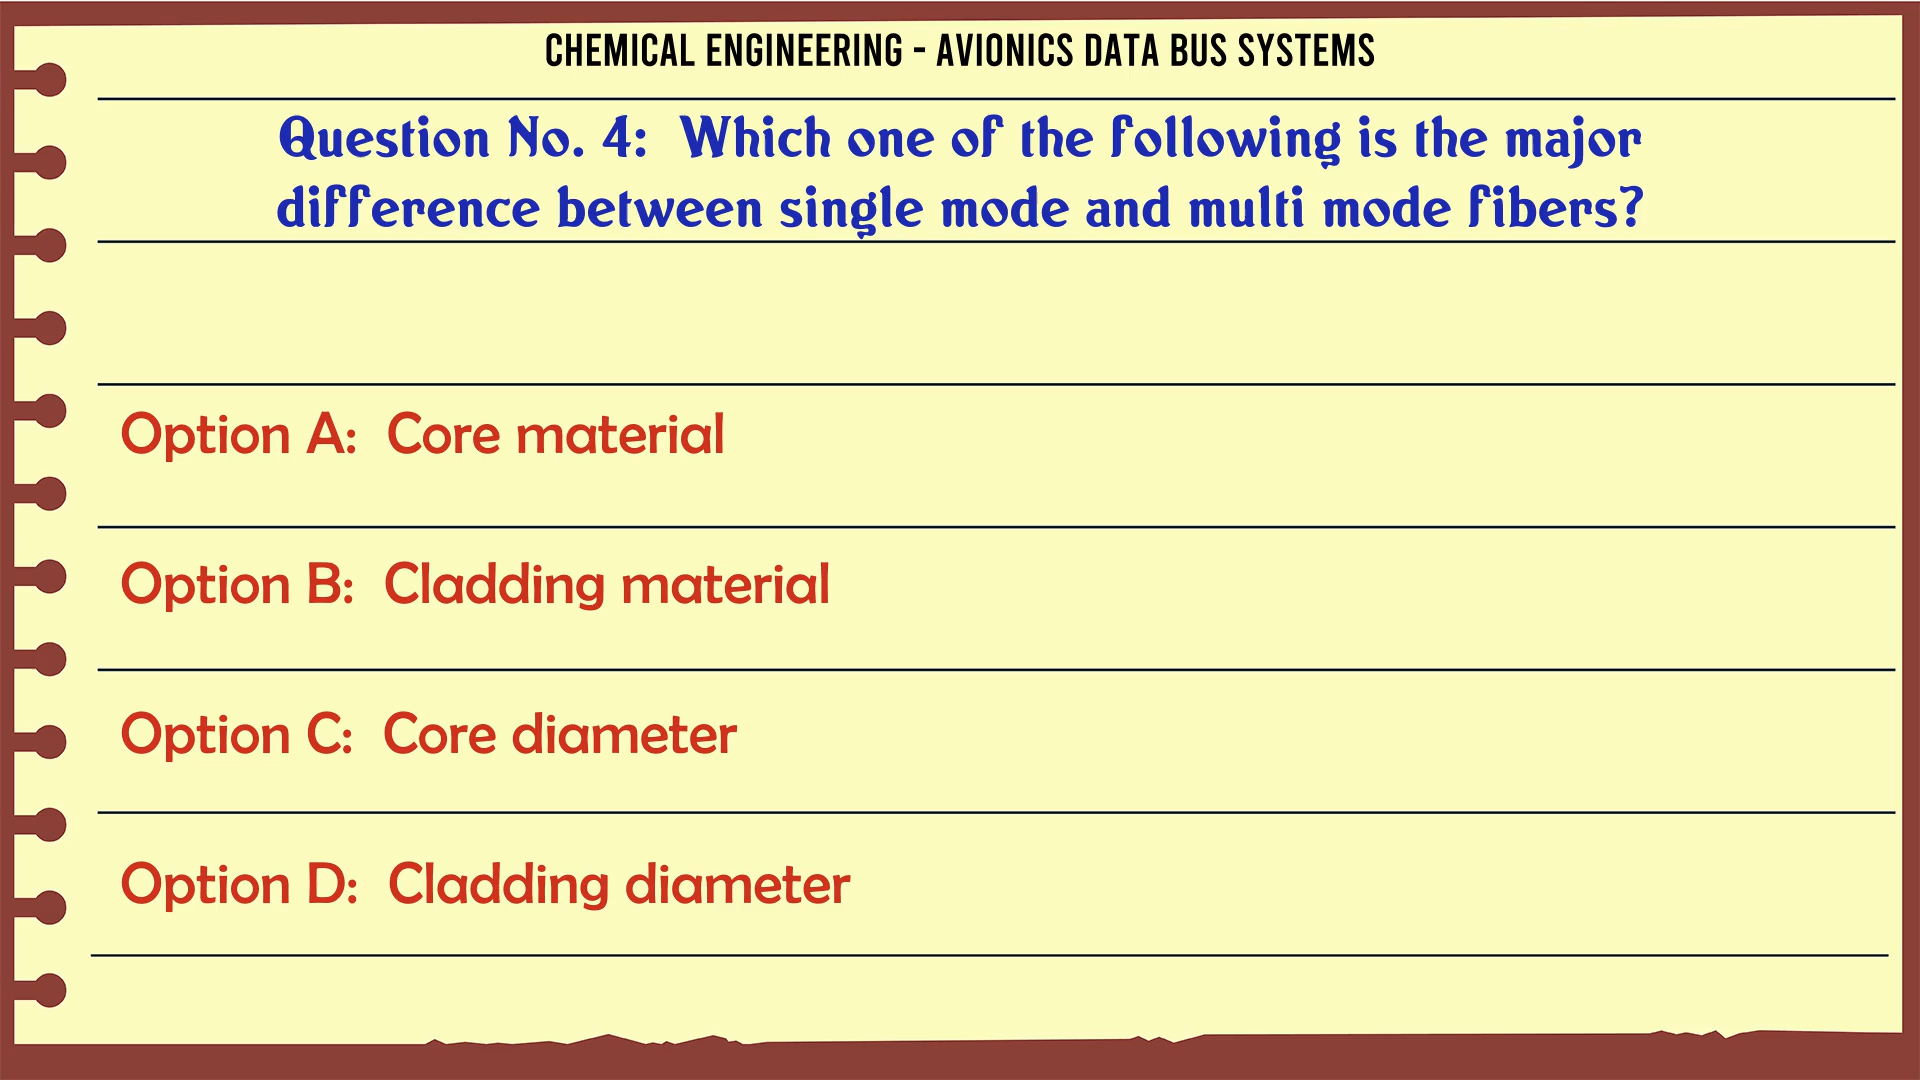 CHEMICAL ENGINEERING - AVIONICS DATA BUS SYSTEMS
Question No. 4: Which one of the following is the major
difference between single mode and multi mode fibers?
Option A: Core material
Option B: Cladding material
Option C: Core diameter
Option D: Cladding diameter